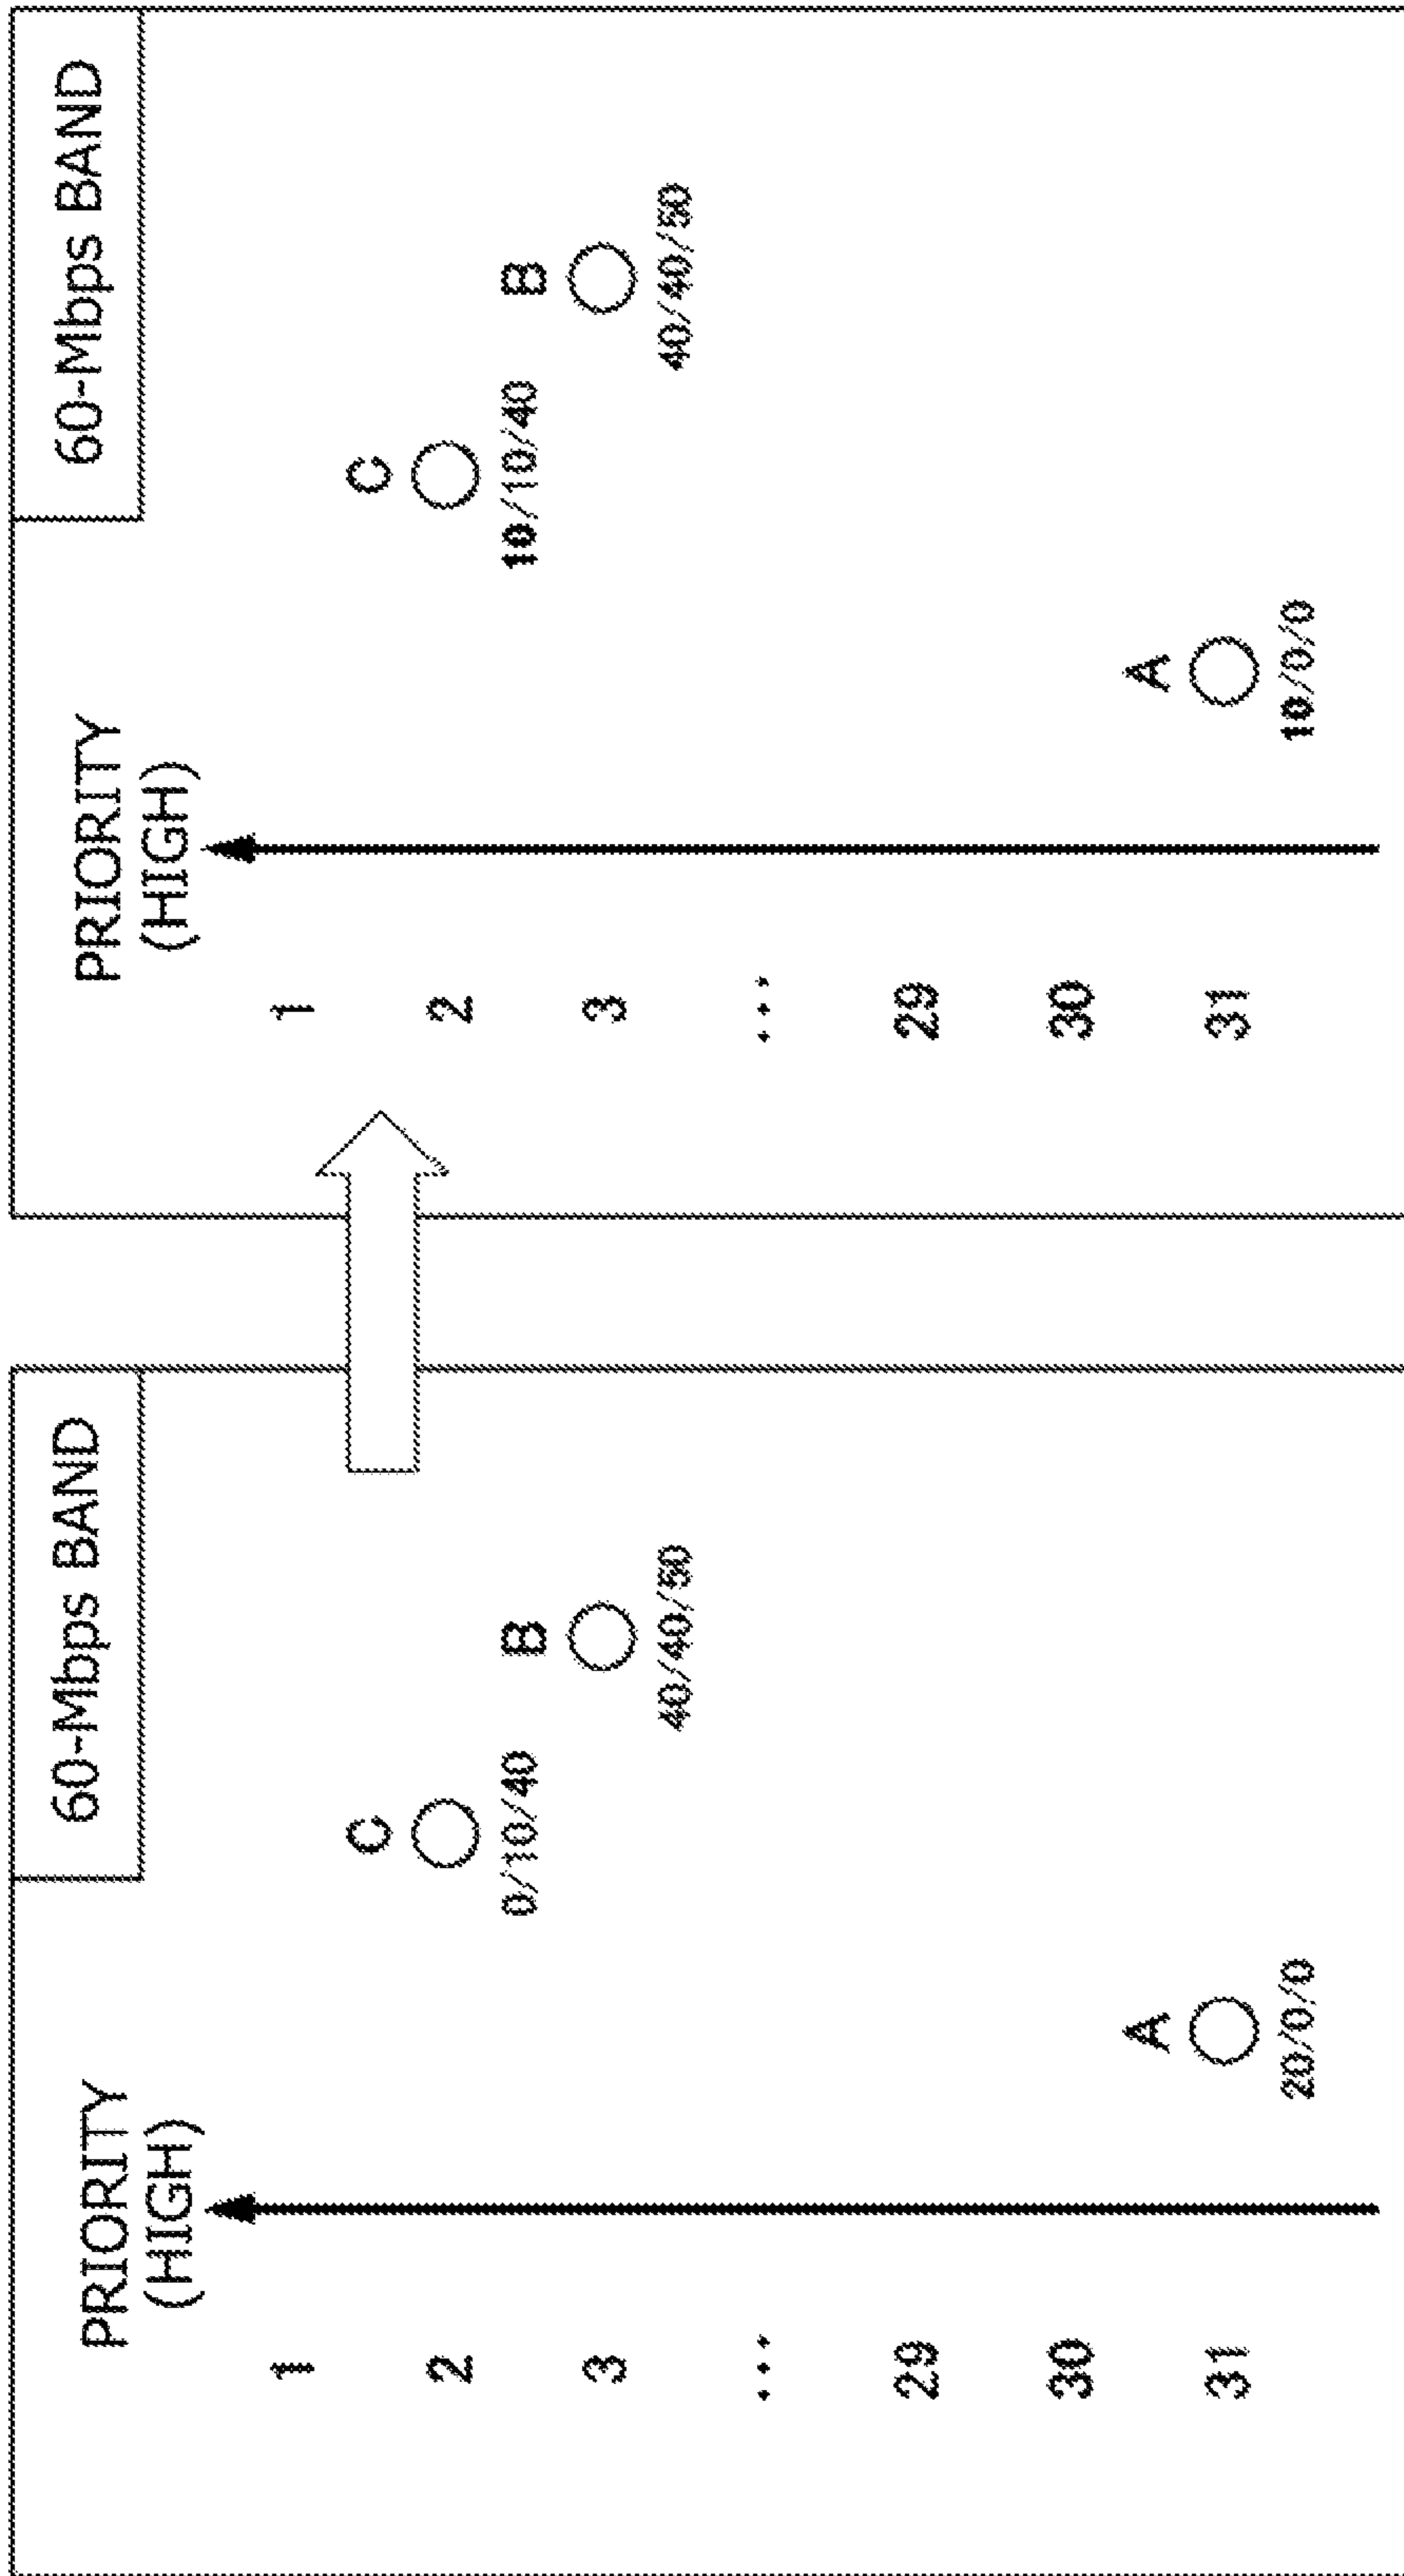 60-Mbps BAND
PRIORITY
(HIGH)
1
2
3
...
29
30
31
C
0/10/40
B
40/40/50
A
20/0/0
60-Mbps BAND
PRIORITY
(HIGH)
1
2
3
...
29
30
31
C
10/10/40
B
40/40/50
A
10/0/0